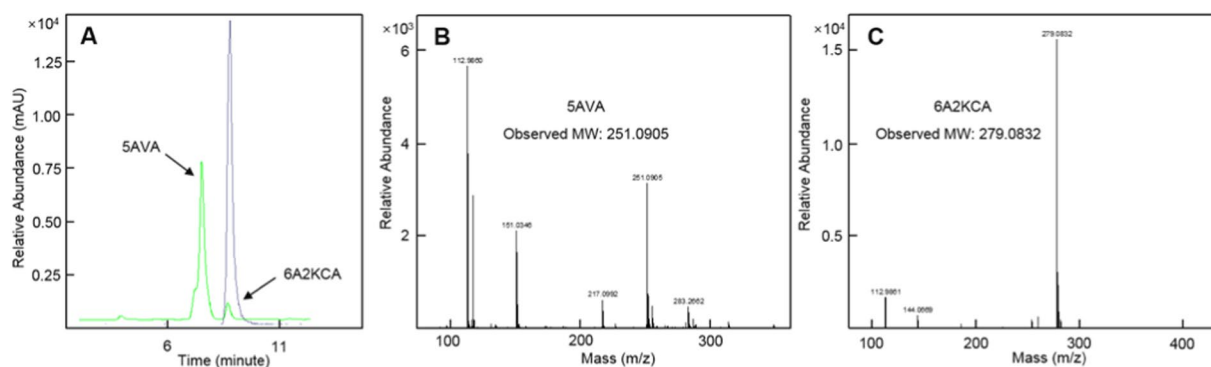 ×10⁴
A
1.25
1.00
0.75
0.50
0.25
5AVA
6A2KCA
6
11
Time (minute)
Relative Abundance (mAU)
×10³
B
6
4
2
112.9860
5AVA
Observed MW: 251.0905
251.0905
151.0346
217.0992
283.2662
100
200
300
Mass (m/z)
Relative Abundance
×10⁴
C
1.5
1.0
0.5
279.0832
6A2KCA
Observed MW: 279.0832
112.9861
144.0669
100
200
300
400
Mass (m/z)
Relative Abundance